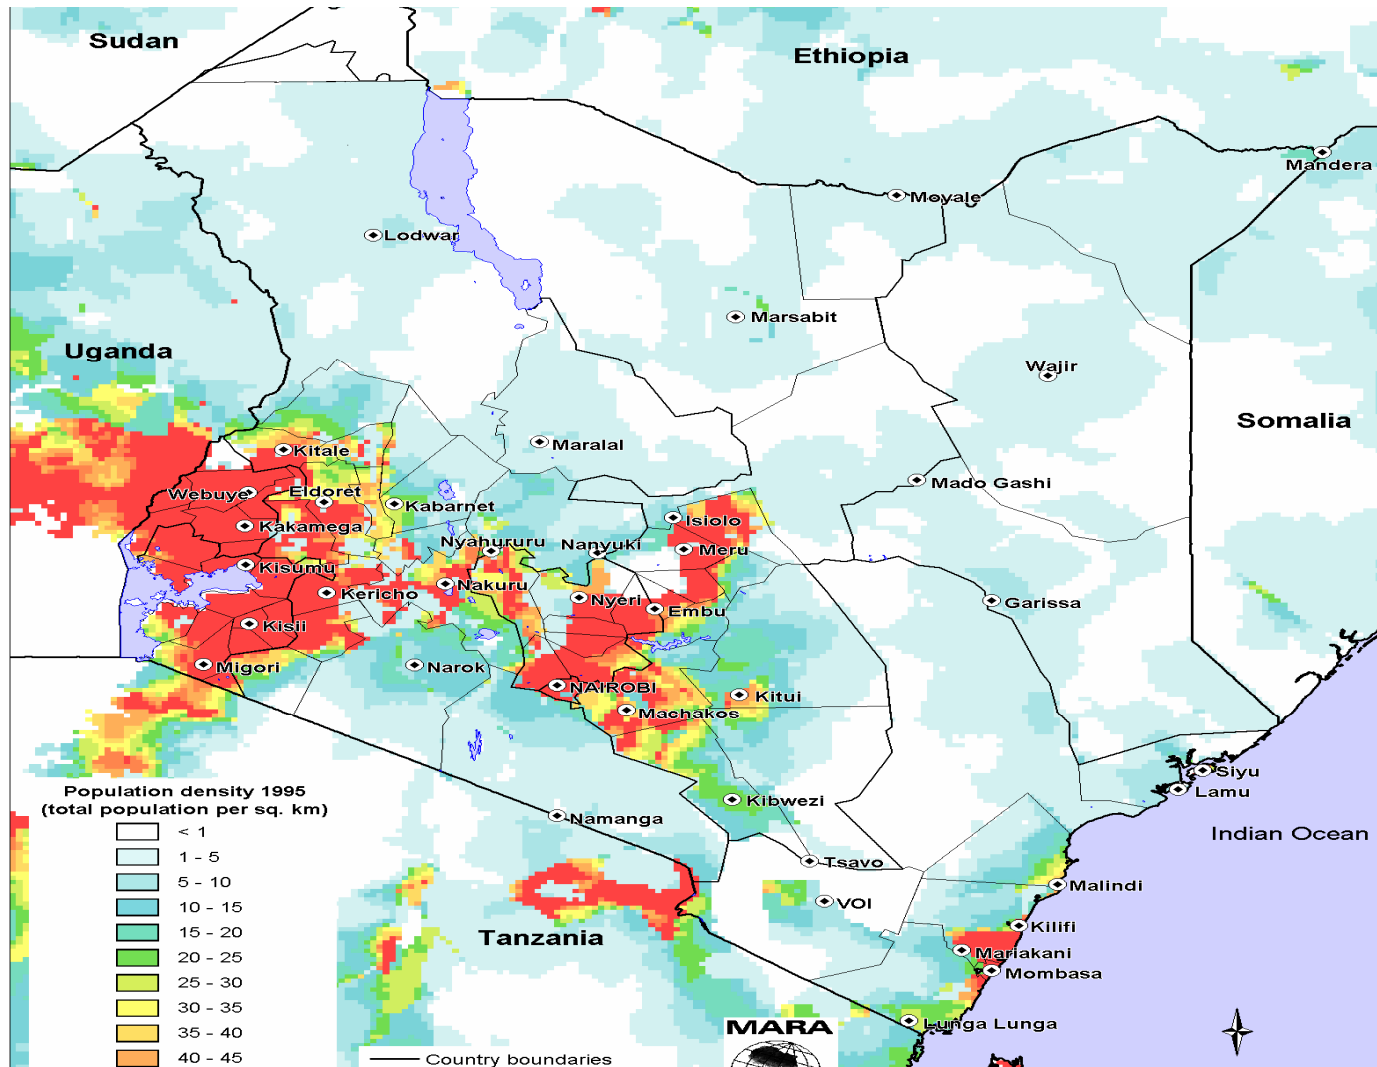 Sudan
Ethiopia
Mandera
Moyale
Lodwar
Marsabit
Uganda
Wajir
Somalia
Maralal
Kitale
Mado Gashi
Webuye
Eldoret
Kabarnet
Isiolo
Kakamega
Nyahururu
Nanyuki
Meru
Kisumu
Nakuru
Kericho
Nyeri
Embu
Garissa
Kisii
Migori
Narok
NAIROBI
Kitui
Machakos
Siyu
Lamu
Kibwezi
Namanga
Indian Ocean
Tsavo
Malindi
VOI
Kilifi
Tanzania
Mariakani
Mombasa
Lunga Lunga
Population density 1995
(total population per sq. km)
< 1
1 - 5
5 - 10
10 - 15
15 - 20
20 - 25
25 - 30
30 - 35
35 - 40
40 - 45
MARA
Country boundaries